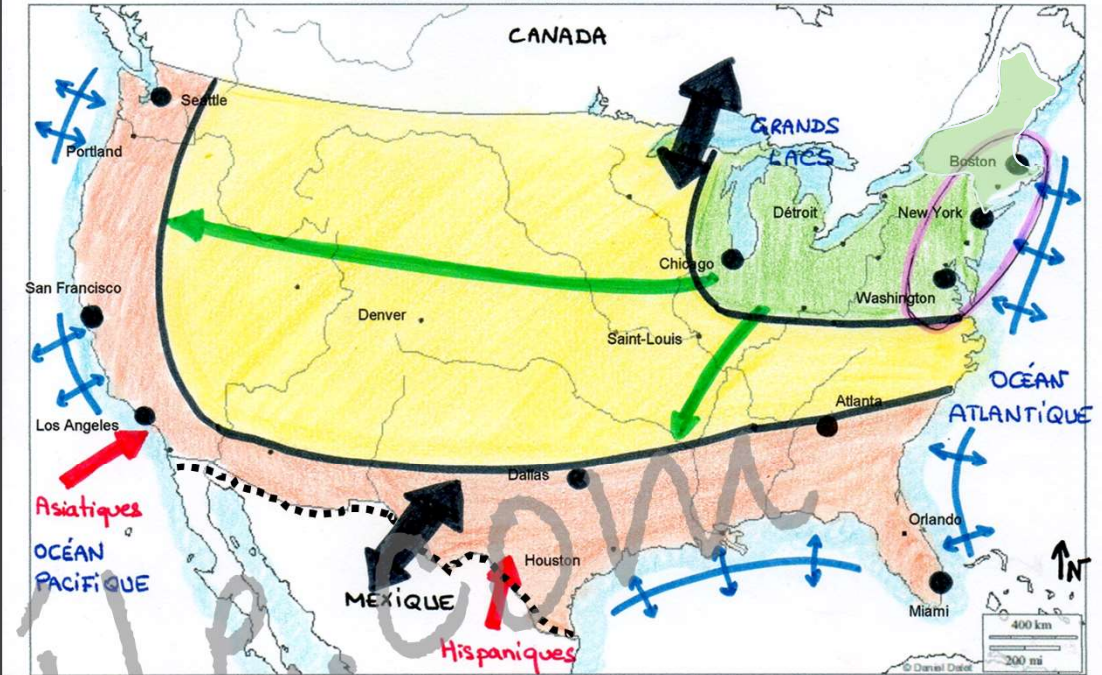 CANADA
Seattle
GRANDS
LACS
Portland
Boston
Détroit
New York
Chicago
San Francisco
Washington
Denver
Saint-Louis
OCÉAN
ATLANTIQUE
Atlanta
Los Angeles
Dallas
Asiatiques
Orlando
OCÉAN
PACIFIQUE
Houston
N
MEXIQUE
Miami
Hispaniques
400 km
200 mi
© Daniel Dalet
.com